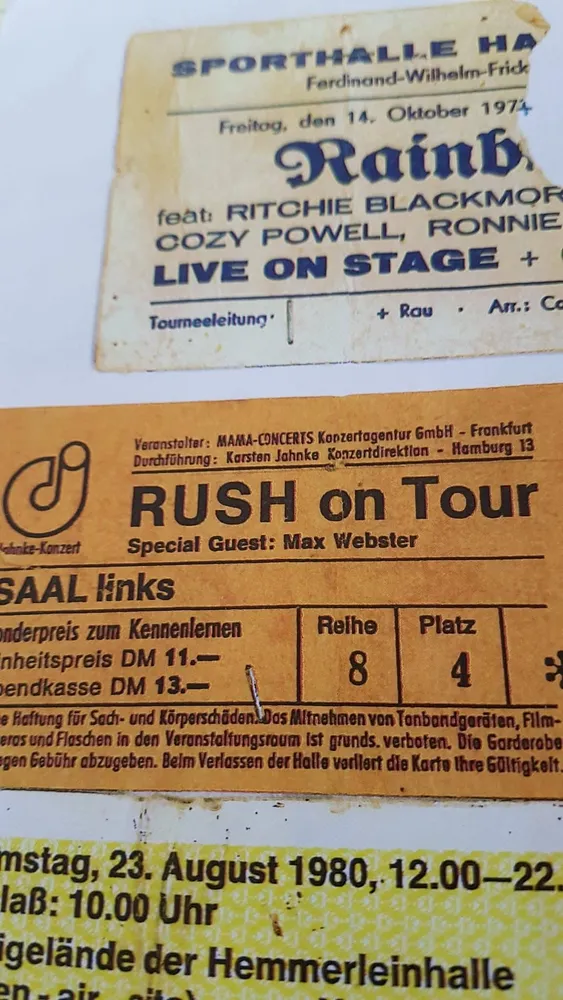 SPORTHALLE HA
Ferdinand-Wilhelm-Frick
Freitag, den 14. Oktober 197
Rainb
feat: RITCHIE BLACKMOR
COZY POWELL, RONNIE
LIVE ON STAGE +
Tourneeleitung: + Rau · Arr.: Co
Veranstalter: MAMA-CONCERTS Konzertagentur GmbH - Frankfurt
Durchführung: Karsten Jahnke Konzertdirektion - Hamburg 13
RUSH on Tour
Jahnke-Konzert
Special Guest: Max Webster
SAAL links
onderpreis zum Kennenlernen
inheitspreis DM 11.—
bendkasse DM 13.—
Reihe
8
Platz
4
*
e Haftung für Sach- und Körperschäden. Das Mitnehmen von Tonbandgeräten, Film-
eras und Flaschen in den Veranstaltungsraum ist grunds. verboten. Die Garderobe
egen Gebühr abzugeben. Beim Verlassen der Halle verliert die Karte ihre Gültigkeit.
mstag, 23. August 1980, 12.00—22.
laß: 10.00 Uhr
igelände der Hemmerleinhalle
en - air